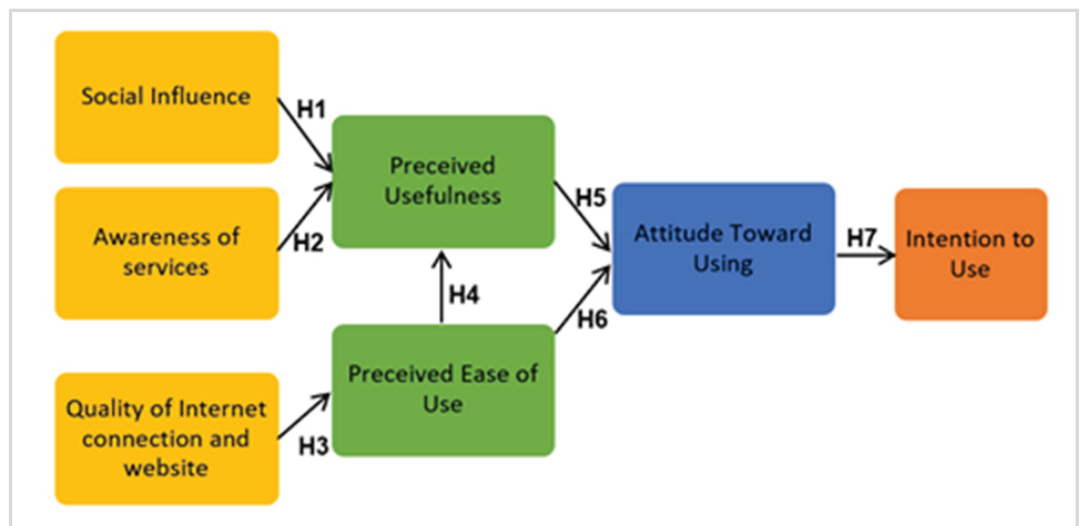 Social Influence
H1
Preceived
Usefulness
Awareness of
services
H2
H5
Attitude Toward
Using
H7
Intention to
Use
H4
H6
Preceived Ease of
Use
Quality of Internet
connection and
website
H3